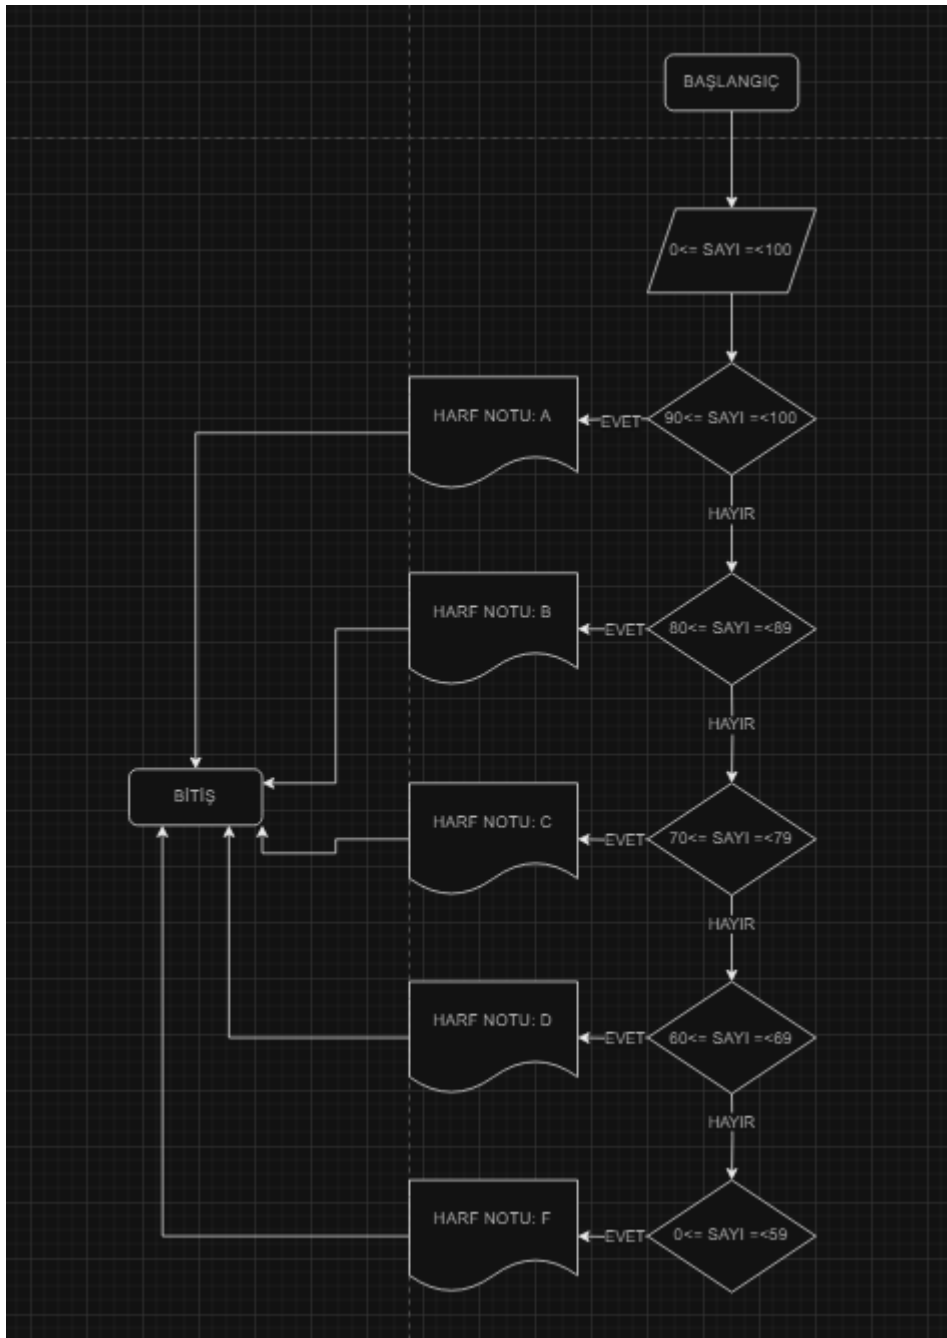 BAŞLANGIÇ
0<= SAYI =<100
HARF NOTU: A
EVET
90<= SAYI =<100
HAYIR
HARF NOTU: B
EVET
80<= SAYI =<89
HAYIR
BİTİŞ
HARF NOTU: C
EVET
70<= SAYI =<79
HAYIR
HARF NOTU: D
EVET
60<= SAYI =<69
HAYIR
HARF NOTU: F
EVET
0<= SAYI =<59